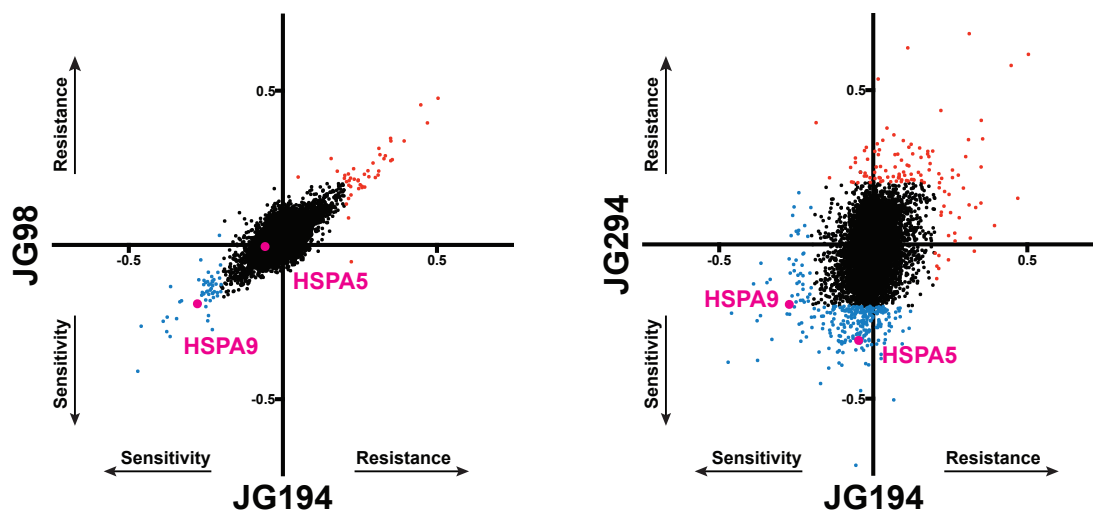 Resistance
JG98
Sensitivity
0.5
-0.5
0.5
-0.5
HSPA5
HSPA9
Sensitivity
Resistance
JG194
Resistance
JG294
Sensitivity
0.5
-0.5
0.5
-0.5
HSPA9
HSPA5
Sensitivity
Resistance
JG194